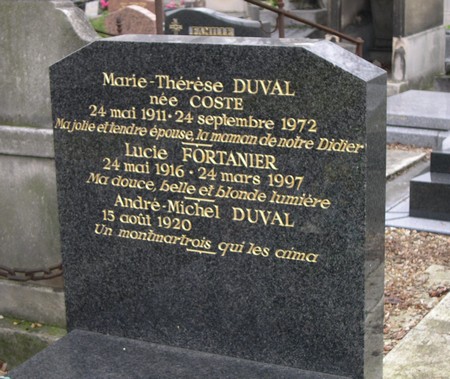 FAMILLE
Marie-Thérèse DUVAL
née COSTE
24 mai 1911 · 24 septembre 1972
Ma jolie et tendre épouse, la maman de notre Didier
Lucie FORTANIER
24 mai 1916 · 24 mars 1997
Ma douce, belle et blonde lumière
André-Michel DUVAL
15 août 1920
Un montmartrois qui les aima